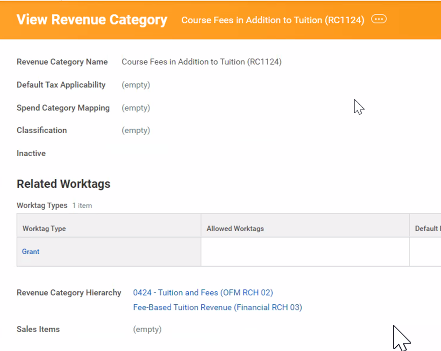 View Revenue Category Course Fees in Addition to Tuition (RC1124)
Revenue Category Name Course Fees in Addition to Tuition (RC1124)
Default Tax Applicability (empty)
Spend Category Mapping (empty)
Classification (empty)
Inactive
Related Worktags
Worktag Types 1 item
Worktag Type Allowed Worktags Default
Grant
Revenue Category Hierarchy 0424 - Tuition and Fees (OFM RCH 02)
Fee-Based Tuition Revenue (Financial RCH 03)
Sales Items (empty)